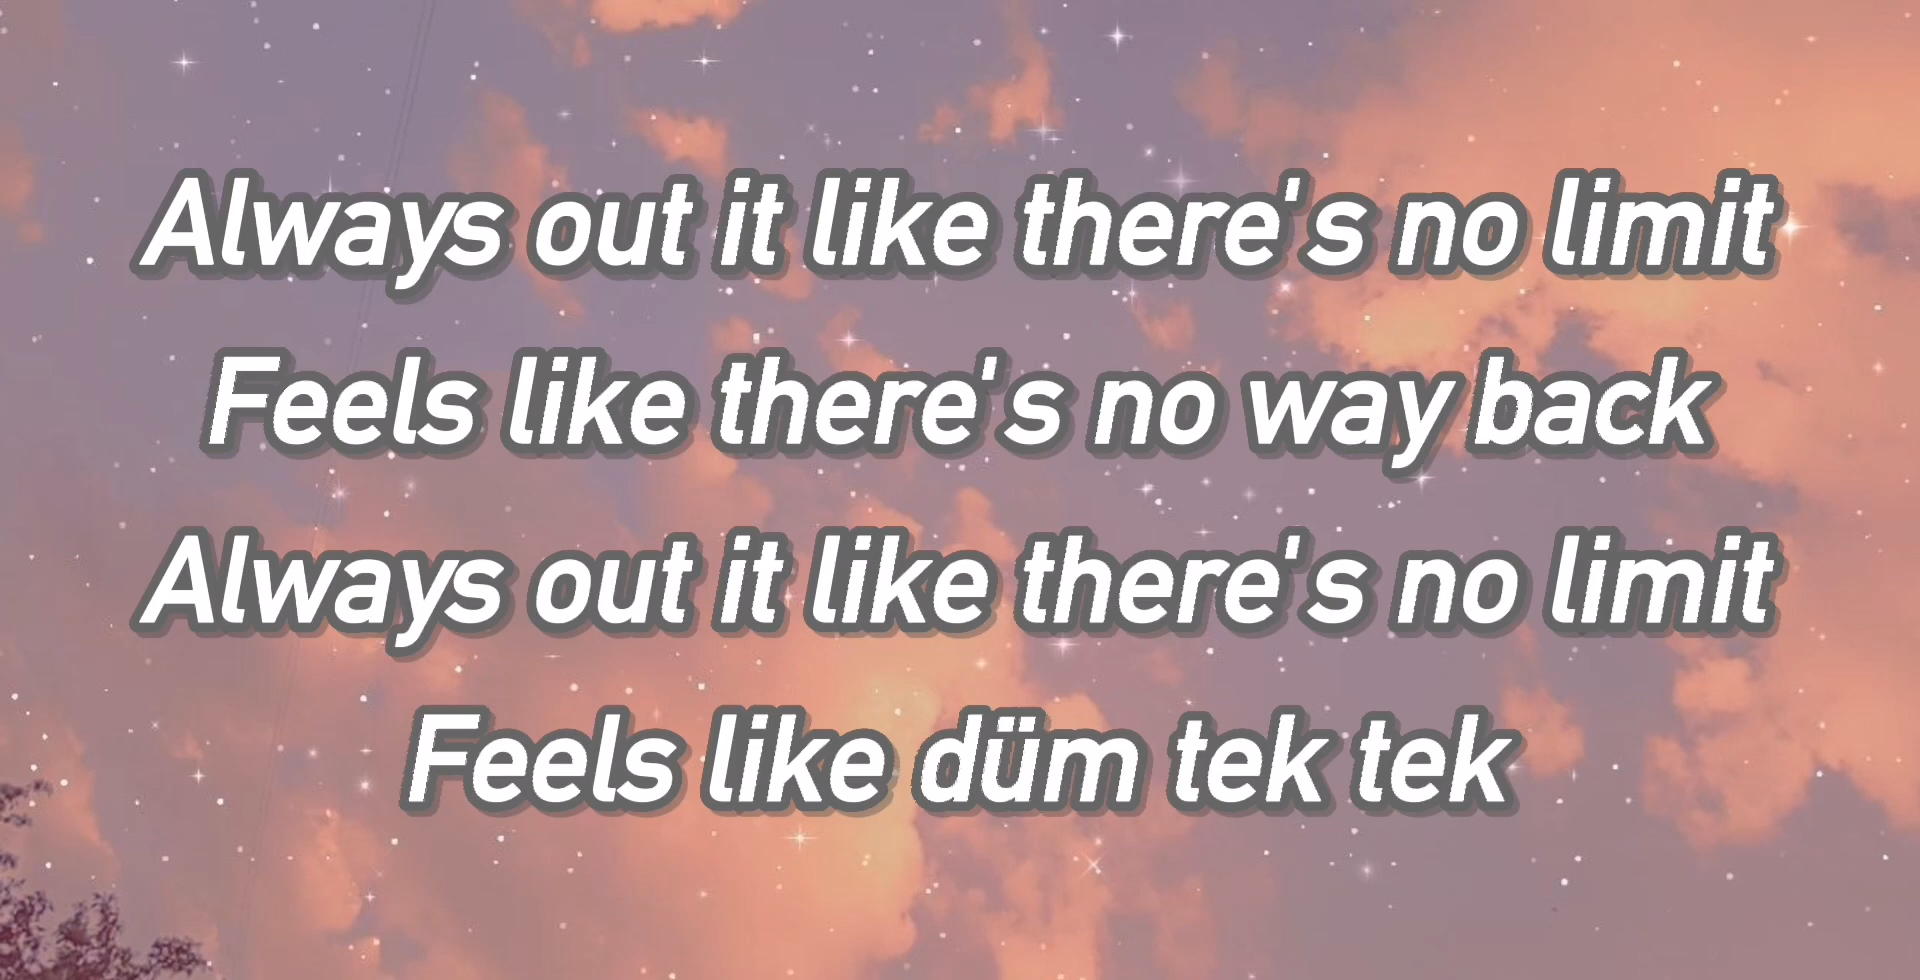 Always out it like there's no limit
Feels like there's no way back
Always out it like there's no limit
Feels like düm tek tek